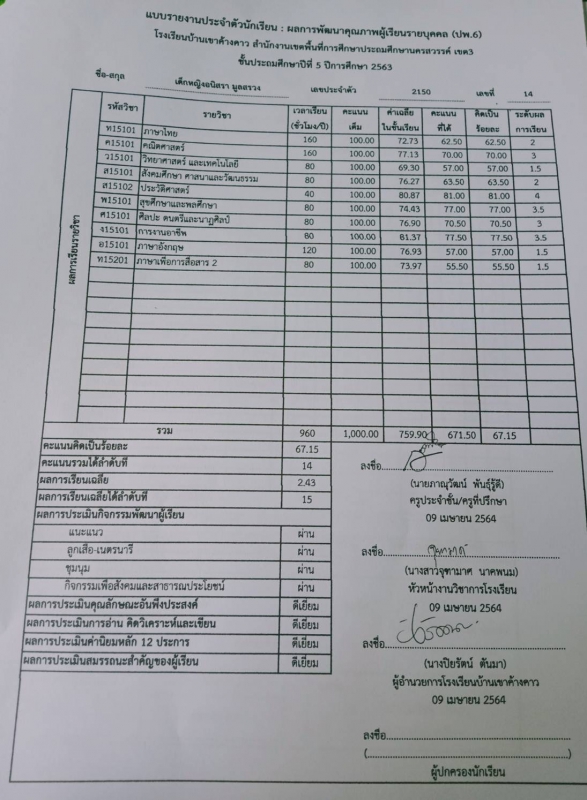 แบบรายงานประจำตัวนักเรียน : ผลการพัฒนาคุณภาพผู้เรียนรายบุคคล (ปพ.6)
โรงเรียนบ้านเขาค้างคาว สำนักงานเขตพื้นที่การศึกษาประถมศึกษานครสวรรค์ เขต3
ชั้นประถมศึกษาปีที่ 5 ปีการศึกษา 2563
ชื่อ-สกุล เด็กหญิง เลขประจำตัว 2150 เลขที่ 14
ผลการเรียนรายวิชา
รหัสวิชา รายวิชา เวลาเรียน (ชั่วโมง/ปี) คะแนนเต็ม ค่าเฉลี่ยในชั้นเรียน คะแนนที่ได้ คิดเป็นร้อยละ ระดับผลการเรียน
ท15101 ภาษาไทย 160 100.00 72.73 62.50 62.50 2
ค15101 คณิตศาสตร์ 160 100.00 77.13 70.00 70.00 3
ว15101 วิทยาศาสตร์ และเทคโนโลยี 80 100.00 69.30 57.00 57.00 1.5
ส15101 สังคมศึกษา ศาสนาและวัฒนธรรม 80 100.00 76.27 63.50 63.50 2
ส15102 ประวัติศาสตร์ 40 100.00 80.87 81.00 81.00 4
พ15101 สุขศึกษาและพลศึกษา 80 100.00 74.43 77.00 77.00 3.5
ศ15101 ศิลปะ ดนตรีและนาฏศิลป์ 80 100.00 76.90 70.50 70.50 3
ง15101 การงานอาชีพ 80 100.00 81.37 77.50 77.50 3.5
อ15101 ภาษาอังกฤษ 120 100.00 76.93 57.00 57.00 1.5
ท15201 ภาษาเพื่อการสื่อสาร 2 80 100.00 73.97 55.50 55.50 1.5
รวม 960 1,000.00 759.90 671.50 67.15
คะแนนคิดเป็นร้อยละ 67.15
คะแนนรวมได้ลำดับที่ 14
ผลการเรียนเฉลี่ย 2.43
ผลการเรียนเฉลี่ยได้ลำดับที่ 15
ผลการประเมินกิจกรรมพัฒนาผู้เรียน
แนะแนว ผ่าน
ลูกเสือ-เนตรนารี ผ่าน
ชุมนุม ผ่าน
กิจกรรมเพื่อสังคมและสาธารณประโยชน์ ผ่าน
ผลการประเมินคุณลักษณะอันพึงประสงค์ ดีเยี่ยม
ผลการประเมินการอ่าน คิดวิเคราะห์และเขียน ดีเยี่ยม
ผลการประเมินค่านิยมหลัก 12 ประการ ดีเยี่ยม
ผลการประเมินสมรรถนะสำคัญของผู้เรียน ดีเยี่ยม
ลงชื่อ
(นายภาณุวัฒน์ พันธุ์รู้ดี)
ครูประจำชั้น/ครูที่ปรึกษา
09 เมษายน 2564
ลงชื่อ
(นางสาวจุฑามาศ นาคพนม)
หัวหน้างานวิชาการโรงเรียน
09 เมษายน 2564
ลงชื่อ
(นางปิยรัตน์ ตันมา)
ผู้อำนวยการโรงเรียนบ้านเขาค้างคาว
09 เมษายน 2564
ลงชื่อ
(....................................................)
ผู้ปกครองนักเรียน